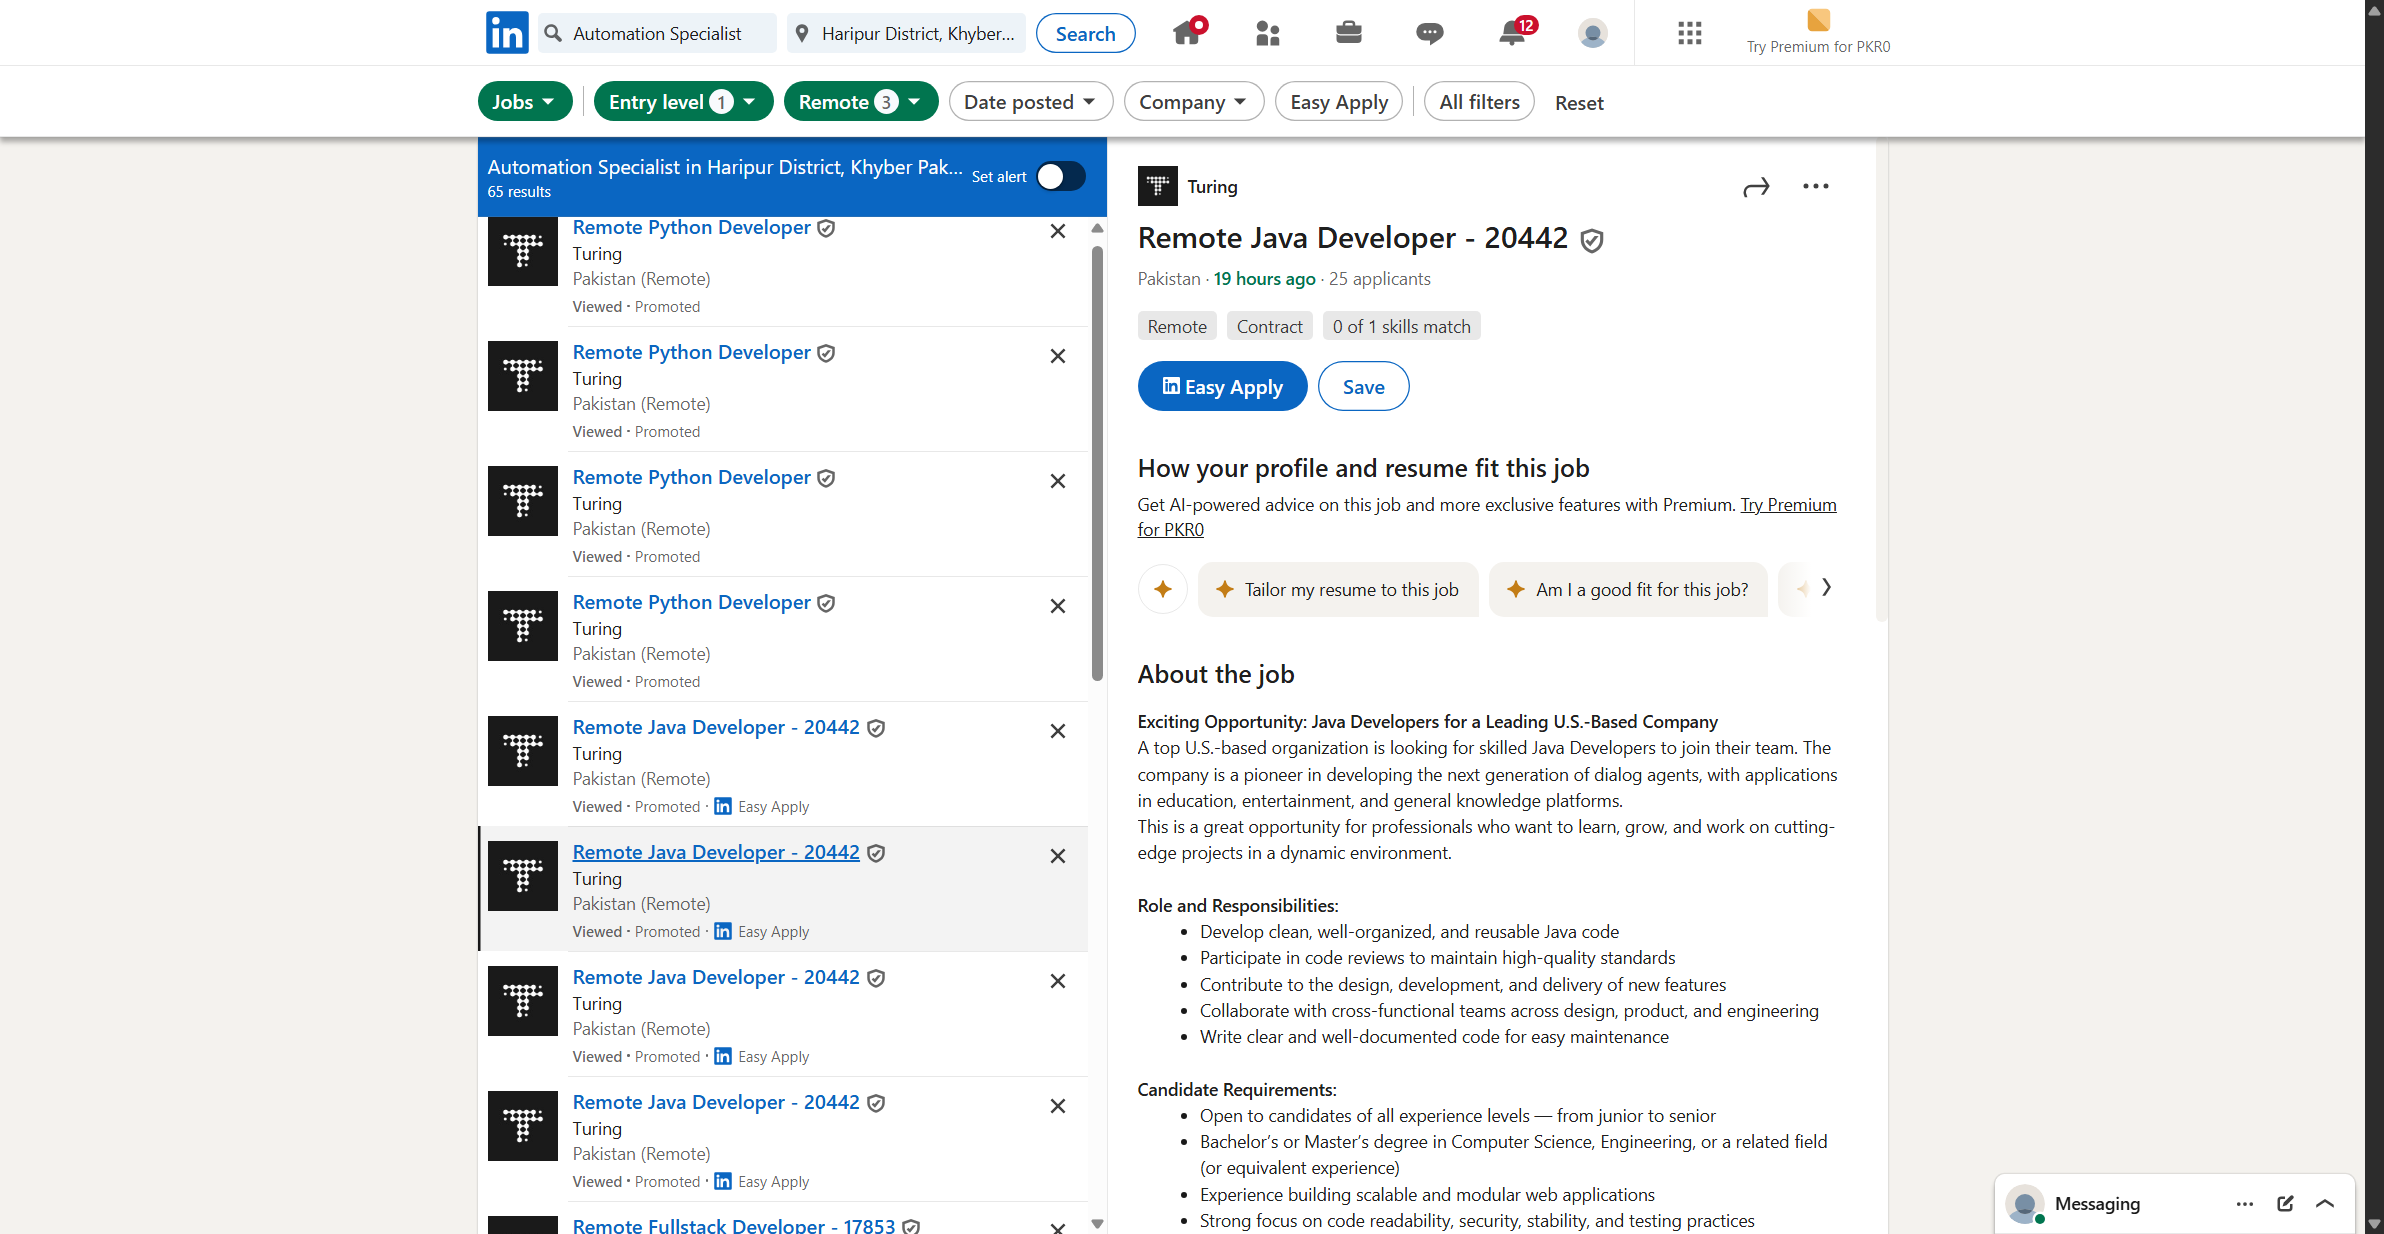 in
Automation Specialist
Haripur District, Khyber...
Search
12
Try Premium for PKR0
Jobs
Entry level 1
Remote 3
Date posted
Company
Easy Apply
All filters
Reset
Automation Specialist in Haripur District, Khyber Pak...
65 results
Set alert
Remote Python Developer
Turing
Pakistan (Remote)
Viewed · Promoted
Remote Python Developer
Turing
Pakistan (Remote)
Viewed · Promoted
Remote Python Developer
Turing
Pakistan (Remote)
Viewed · Promoted
Remote Python Developer
Turing
Pakistan (Remote)
Viewed · Promoted
Remote Java Developer - 20442
Turing
Pakistan (Remote)
Viewed · Promoted · in Easy Apply
Remote Java Developer - 20442
Turing
Pakistan (Remote)
Viewed · Promoted · in Easy Apply
Remote Java Developer - 20442
Turing
Pakistan (Remote)
Viewed · Promoted · in Easy Apply
Remote Java Developer - 20442
Turing
Pakistan (Remote)
Viewed · Promoted · in Easy Apply
Remote Fullstack Developer - 17853
Turing
Remote Java Developer - 20442
Pakistan · 19 hours ago · 25 applicants
Remote
Contract
0 of 1 skills match
in Easy Apply
Save
How your profile and resume fit this job
Get AI-powered advice on this job and more exclusive features with Premium. Try Premium
for PKR0
Tailor my resume to this job
Am I a good fit for this job?
About the job
Exciting Opportunity: Java Developers for a Leading U.S.-Based Company
A top U.S.-based organization is looking for skilled Java Developers to join their team. The
company is a pioneer in developing the next generation of dialog agents, with applications
in education, entertainment, and general knowledge platforms.
This is a great opportunity for professionals who want to learn, grow, and work on cutting-
edge projects in a dynamic environment.
Role and Responsibilities:
• Develop clean, well-organized, and reusable Java code
• Participate in code reviews to maintain high-quality standards
• Contribute to the design, development, and delivery of new features
• Collaborate with cross-functional teams across design, product, and engineering
• Write clear and well-documented code for easy maintenance
Candidate Requirements:
• Open to candidates of all experience levels — from junior to senior
• Bachelor’s or Master’s degree in Computer Science, Engineering, or a related field
(or equivalent experience)
• Experience building scalable and modular web applications
• Strong focus on code readability, security, stability, and testing practices
Messaging